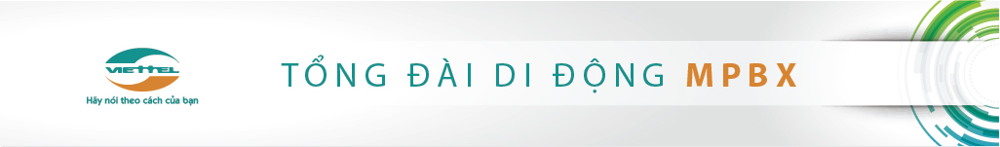 VIETTEL
Hãy nói theo cách của bạn
TỔNG ĐÀI DI ĐỘNG MPBX